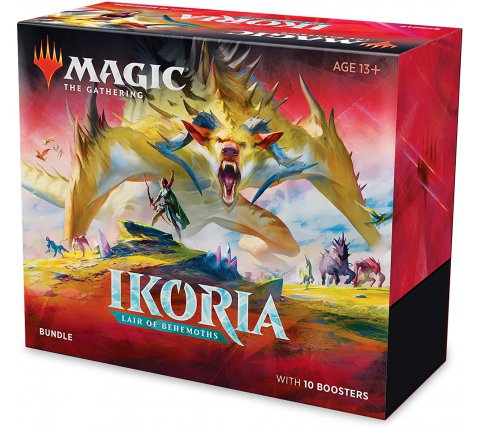 MAGIC
THE GATHERING
AGE 13+
IKORIA
LAIR OF BEHEMOTHS
BUNDLE
WITH 10 BOOSTERS